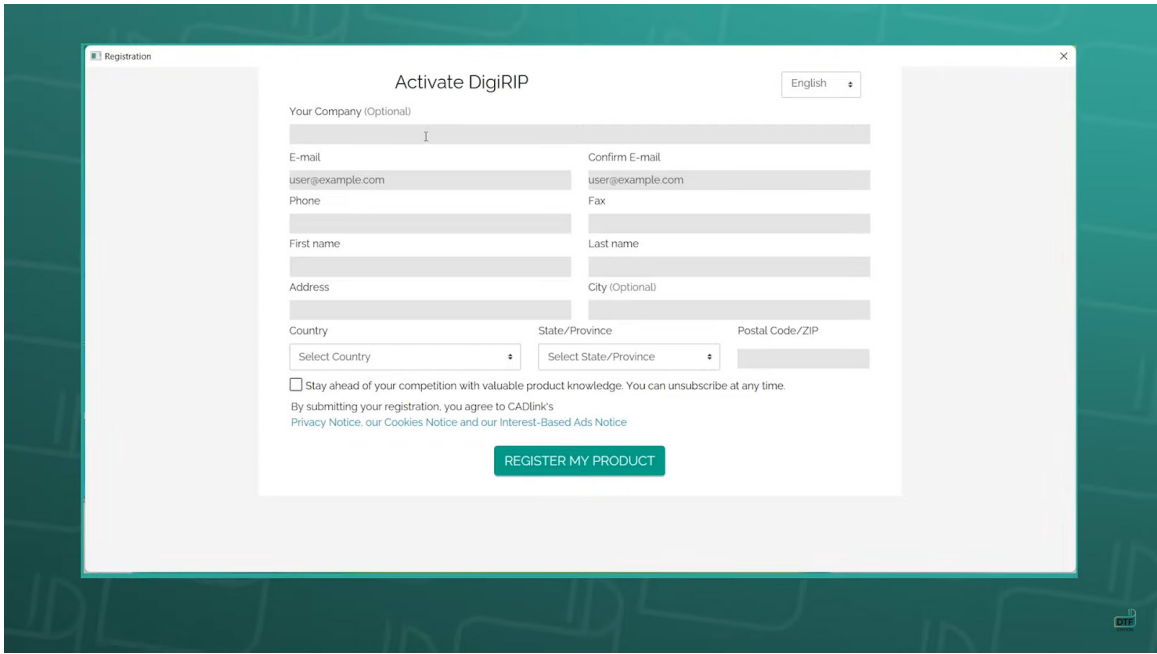 Registration
Activate DigiRIP
English
Your Company (Optional)
E-mail
Confirm E-mail
user@example.com
user@example.com
Phone
Fax
First name
Last name
Address
City (Optional)
Country
State/Province
Postal Code/ZIP
Select Country
Select State/Province
Stay ahead of your competition with valuable product knowledge. You can unsubscribe at any time.
By submitting your registration, you agree to CADlink's
Privacy Notice, our Cookies Notice and our Interest-Based Ads Notice
REGISTER MY PRODUCT
DTF